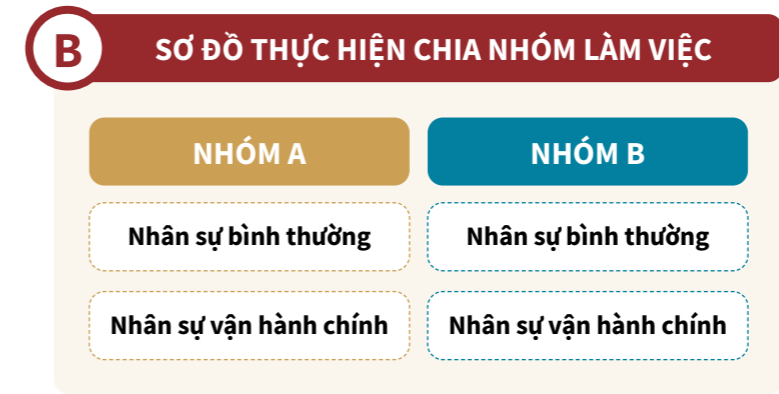 B
SƠ ĐỒ THỰC HIỆN CHIA NHÓM LÀM VIỆC
NHÓM A
NHÓM B
Nhân sự bình thường
Nhân sự bình thường
Nhân sự vận hành chính
Nhân sự vận hành chính